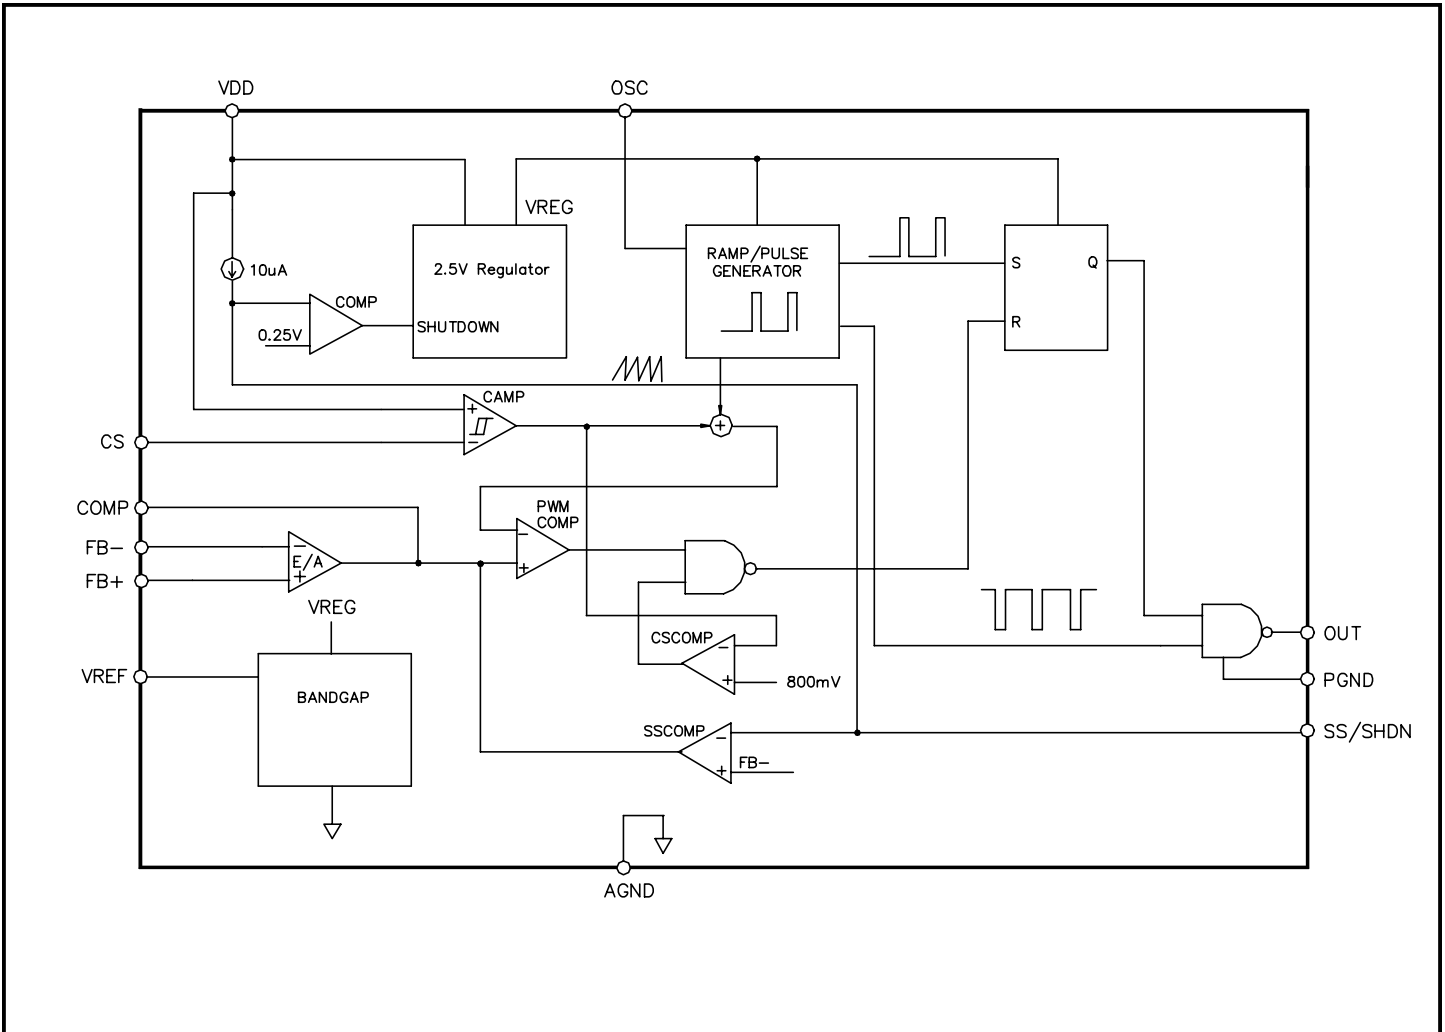 VDD
OSC
VREG
RAMP/PULSE
GENERATOR
2.5V Regulator
S
Q
10uA
COMP
0.25V
SHUTDOWN
R
CAMP
+
−
+
CS
COMP
PWM
COMP
−
+
FB−
FB+
−
E/A
+
VREG
CSCOMP
−
+
800mV
OUT
VREF
BANDGAP
PGND
SSCOMP
−
+
FB−
SS/SHDN
AGND